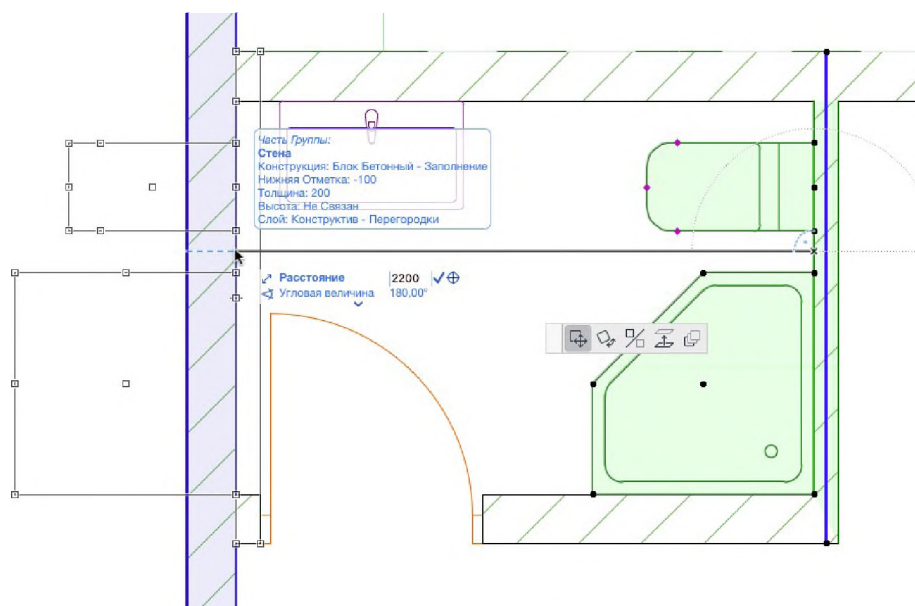 Часть Группы:
Стена
Конструкция: Блок Бетонный - Заполнение
Нижняя Отметка: -100
Толщина: 200
Высота: Не Связан
Слой: Конструктив - Перегородки
Расстояние 2200
Угловая величина 180,00°